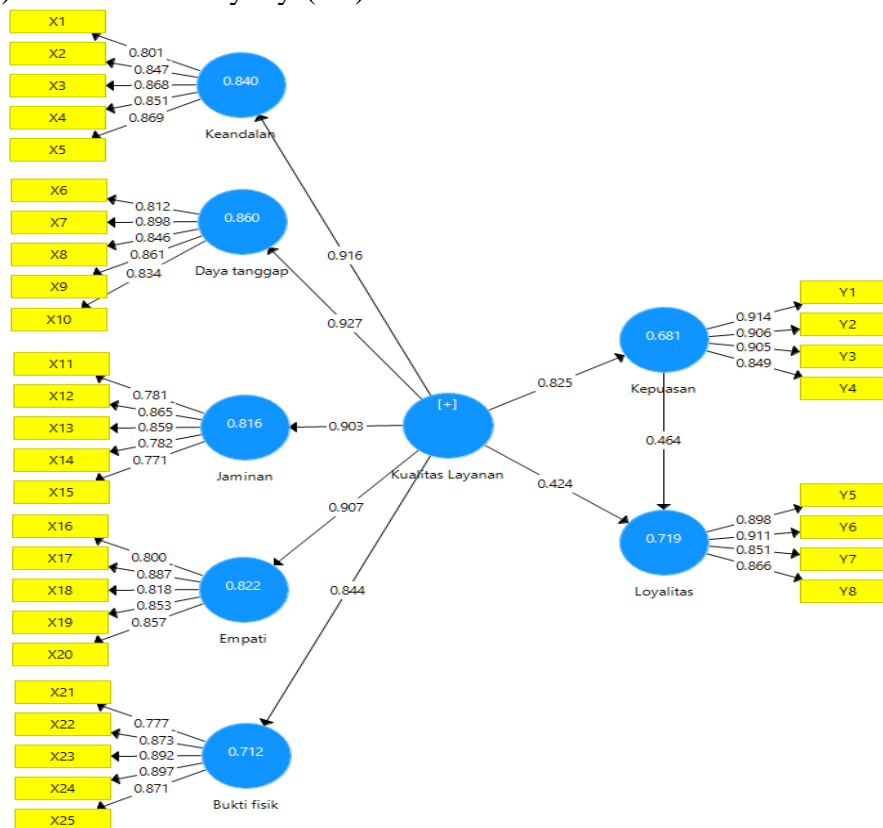 X1
X2
X3
X4
X5
0.801
0.847
0.868
0.851
0.869
0.840
Keandalan
X6
X7
X8
X9
X10
0.812
0.898
0.846
0.861
0.834
0.860
Daya tanggap
X11
X12
X13
X14
X15
0.781
0.865
0.859
0.782
0.771
0.816
Jaminan
X16
X17
X18
X19
X20
0.800
0.887
0.818
0.853
0.857
0.822
Empati
X21
X22
X23
X24
X25
0.777
0.873
0.892
0.897
0.871
0.712
Bukti fisik
0.916
0.927
0.903
0.907
0.844
[+]
Kualitas Layanan
0.825
0.424
0.681
Kepuasan
0.464
0.719
Loyalitas
0.914
0.906
0.905
0.849
Y1
Y2
Y3
Y4
0.898
0.911
0.851
0.866
Y5
Y6
Y7
Y8